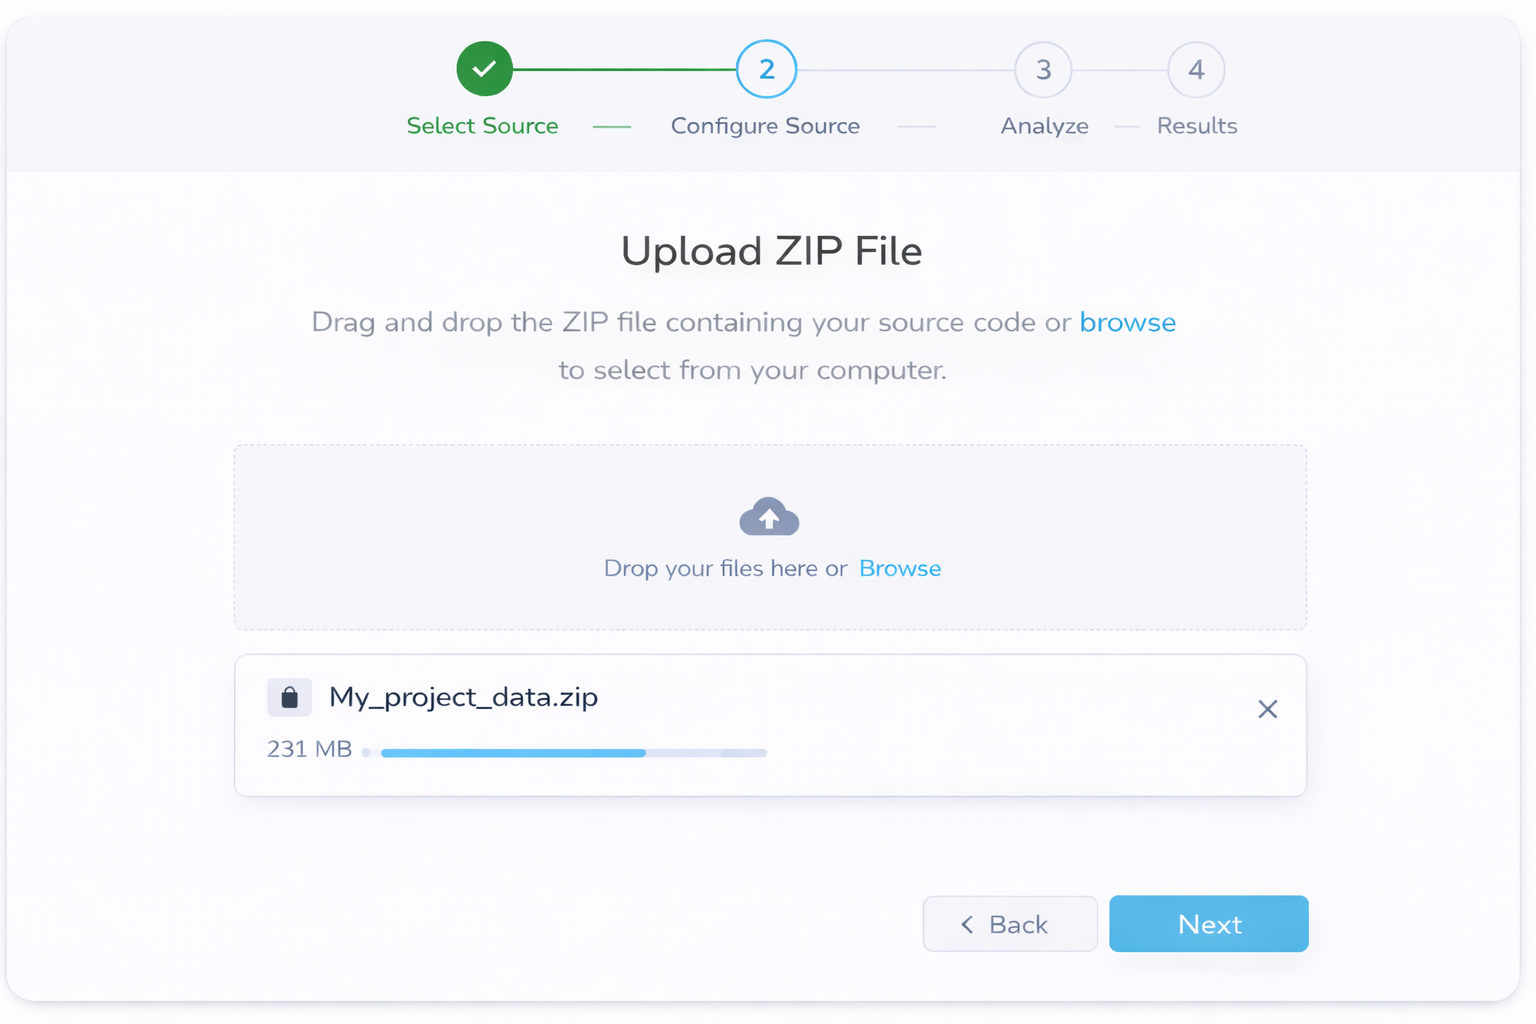 2 3 4
Select Source Configure Source Analyze Results
Upload ZIP File
Drag and drop the ZIP file containing your source code or browse
to select from your computer.
Drop your files here or Browse
My_project_data.zip
231 MB
Back Next